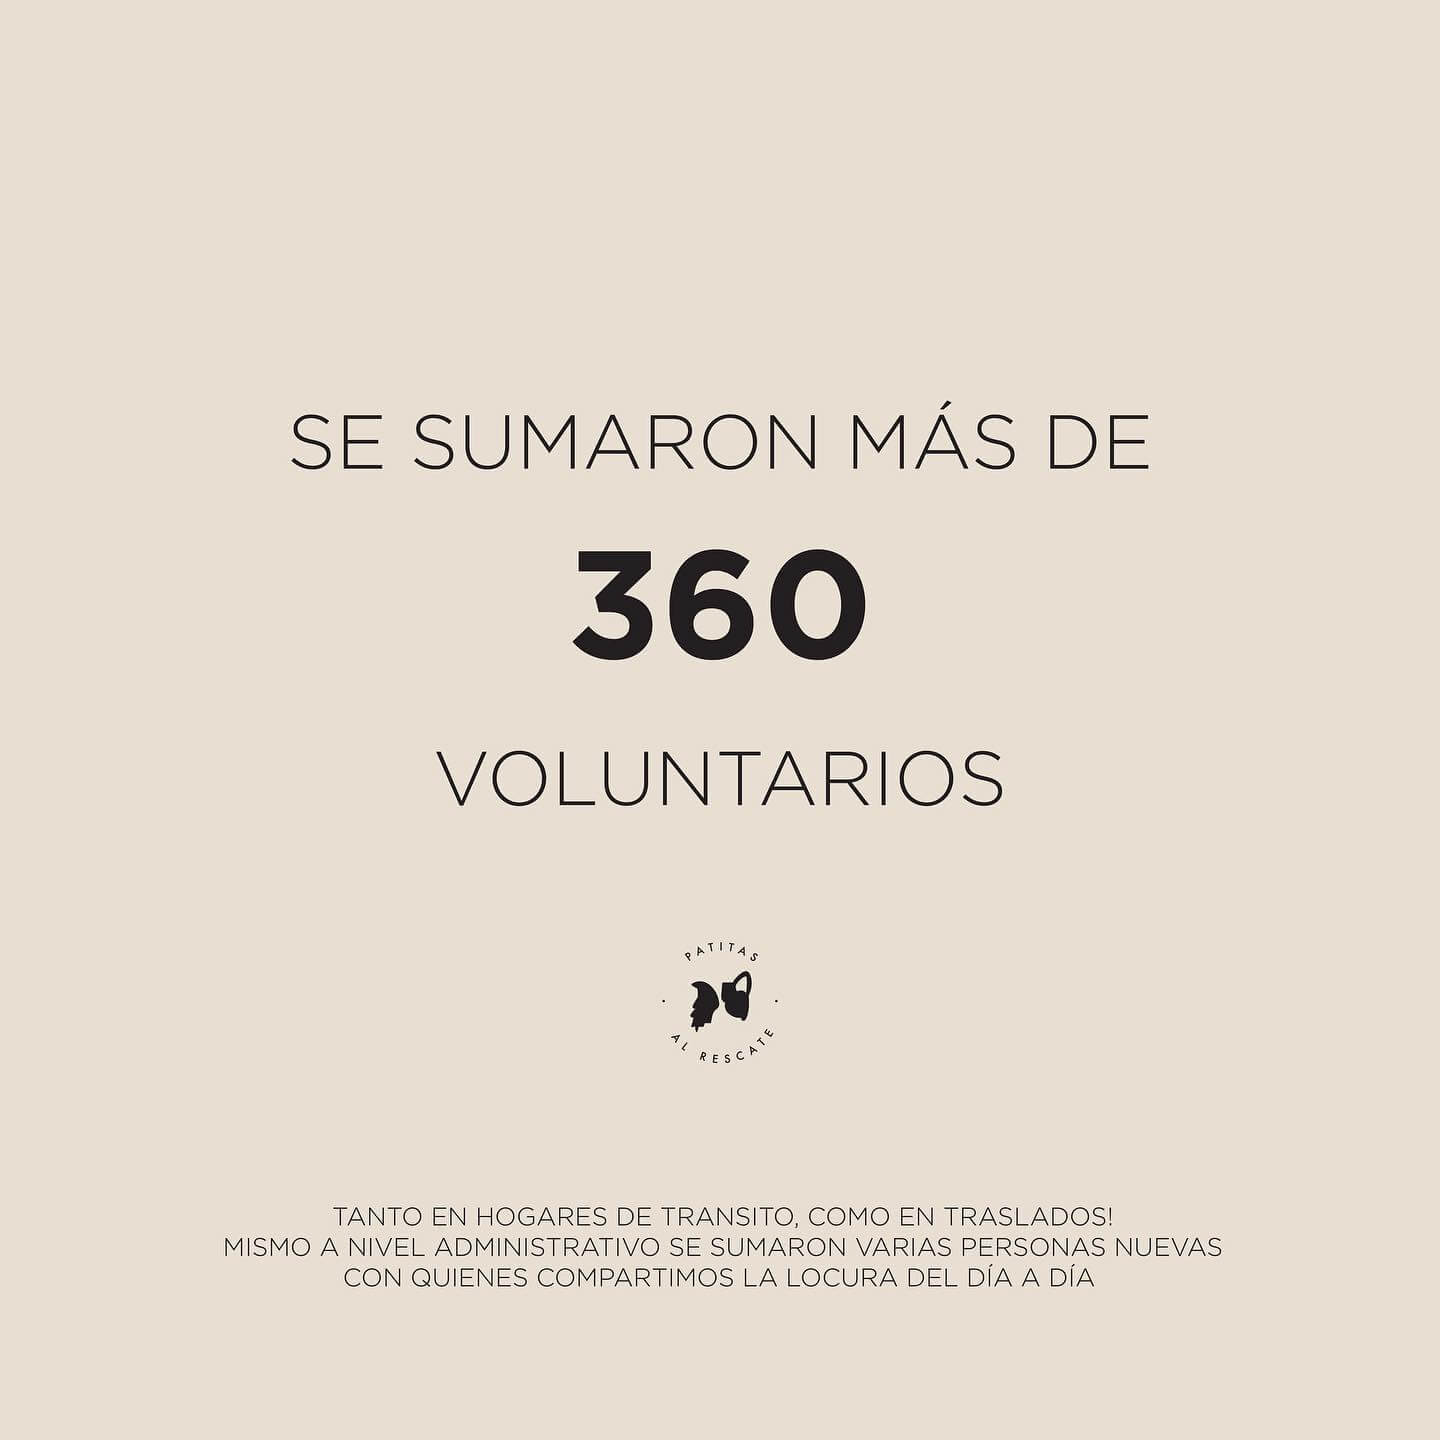 SE SUMARON MÁS DE
360
VOLUNTARIOS
PATITAS
AL RESCATE
TANTO EN HOGARES DE TRANSITO, COMO EN TRASLADOS!
MISMO A NIVEL ADMINISTRATIVO SE SUMARON VARIAS PERSONAS NUEVAS
CON QUIENES COMPARTIMOS LA LOCURA DEL DÍA A DÍA